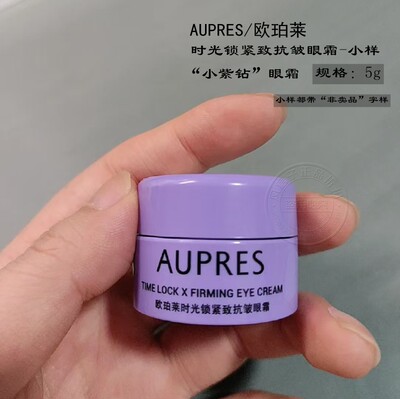 AUPRES/欧珀莱
时光锁紧致抗皱眼霜-小样
“小紫钻”眼霜 规格：5g
小样都带“非卖品”字样
AUPRES
TIME LOCK X FIRMING EYE CREAM
欧珀莱时光锁紧致抗皱眼霜